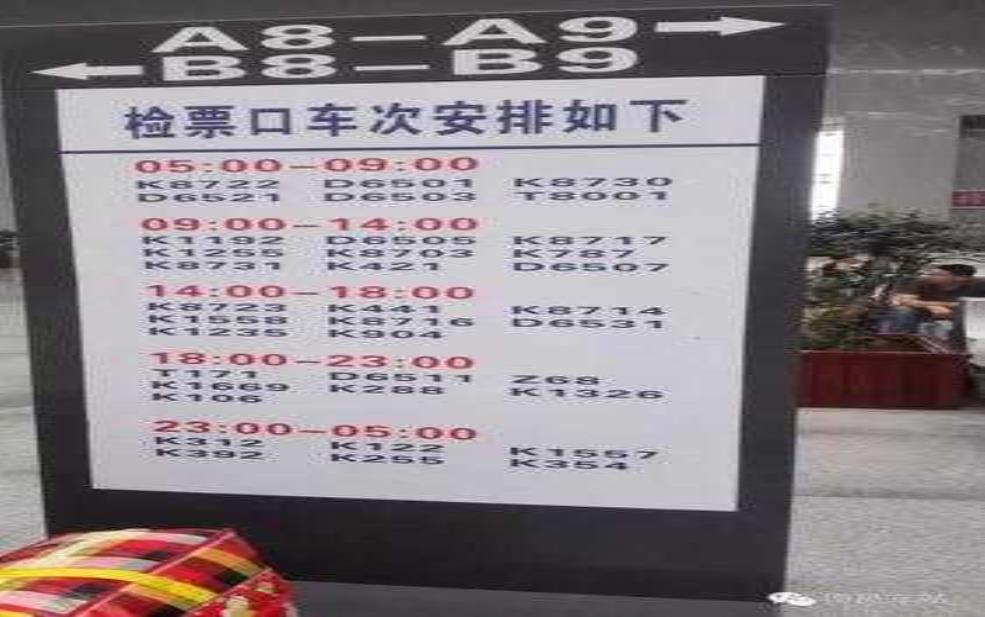 A8-A9→
←B8-B9
检票口车次安排如下
05:00-09:00
K8722 D6501 K8730
D6521 D6503 T8001
09:00-14:00
K1192 D6505 K8717
K1255 K8703 K787
K8731 K421 D6507
14:00-18:00
K8723 K441 K8714
K1558 K8716 D6531
K1235 K904
18:00-23:00
T171 D6511 Z68
K1669 K288 K1326
K106
23:00-05:00
K312 K122 K1557
K392 K255 K354